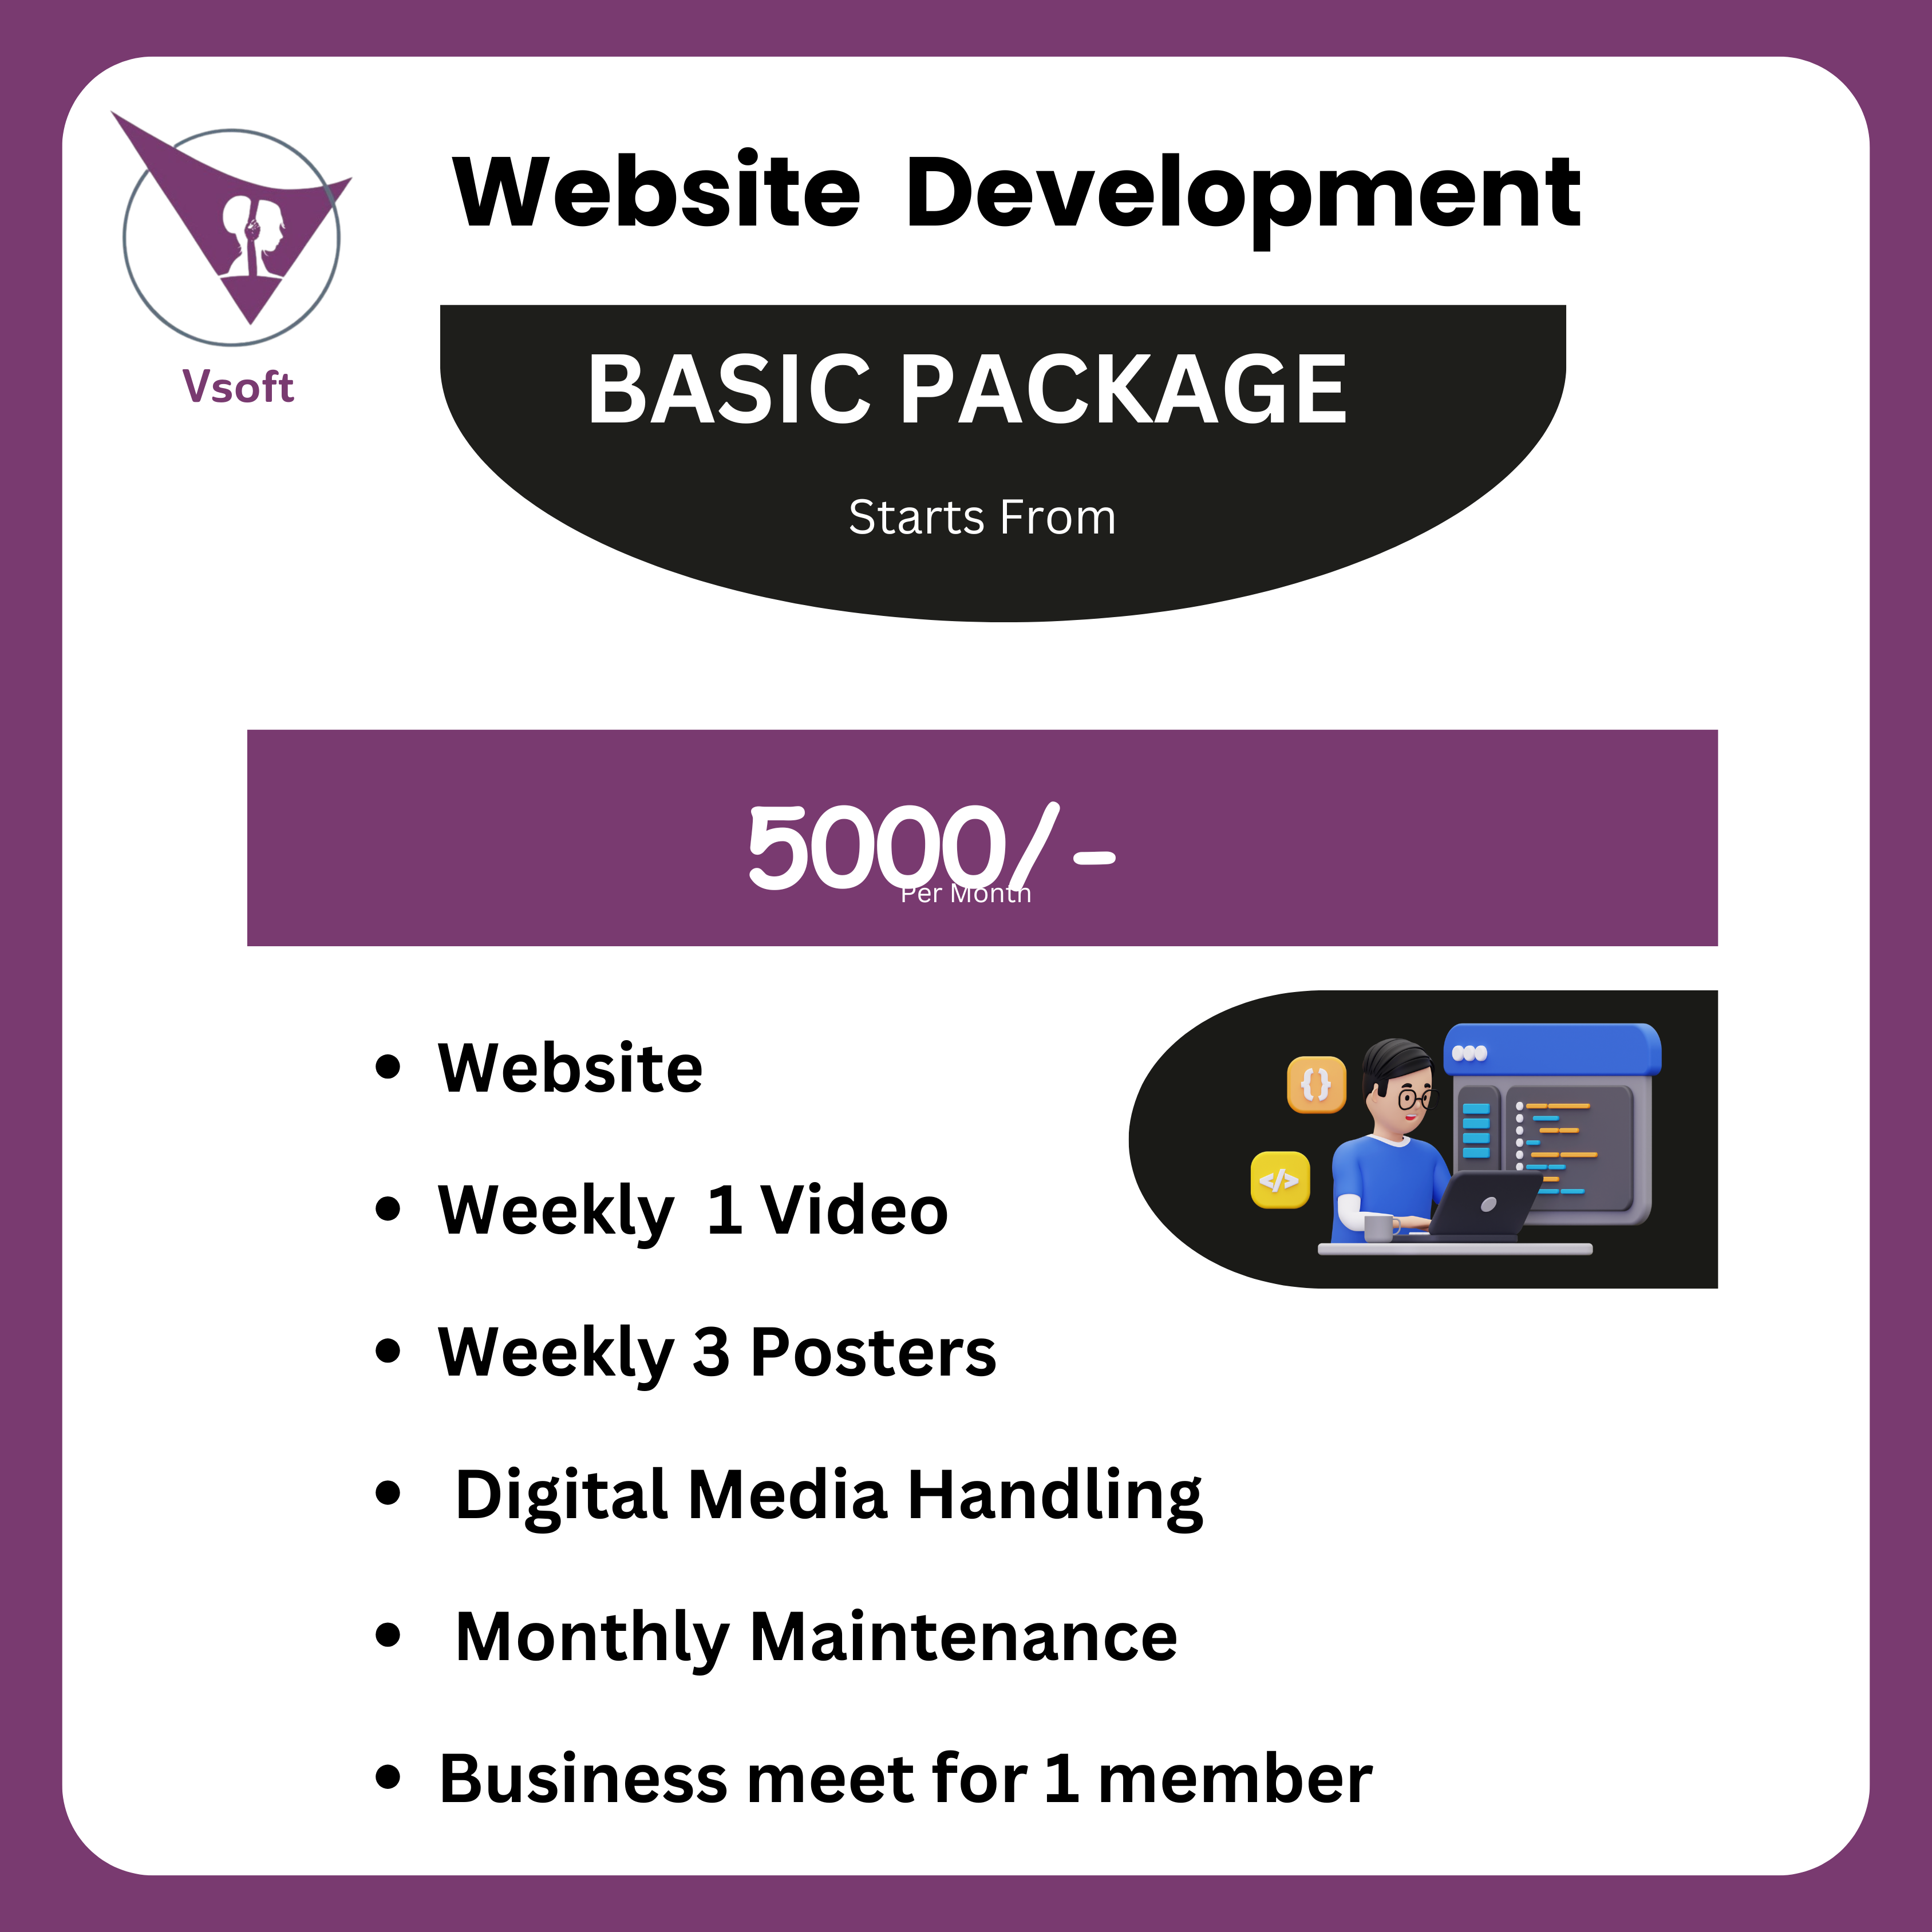 Website Development
Vsoft
BASIC PACKAGE
Starts From
5000/-
Per Month
• Website
• Weekly 1 Video
• Weekly 3 Posters
• Digital Media Handling
• Monthly Maintenance
• Business meet for 1 member
{}
</>